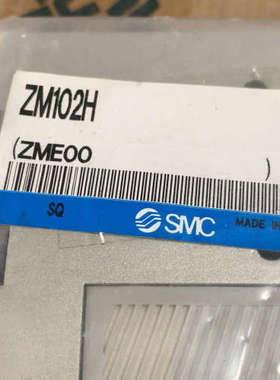 ZM102H
(ZME00 )
SQ SMC MADE IN